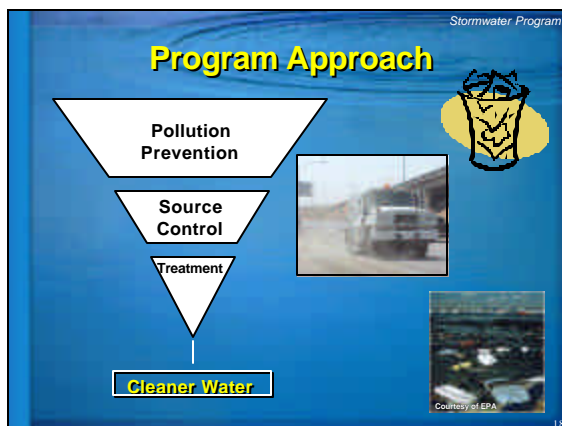 Stormwater Program
Program Approach
Pollution
Prevention
Source
Control
Treatment
Cleaner Water
Courtesy of EPA